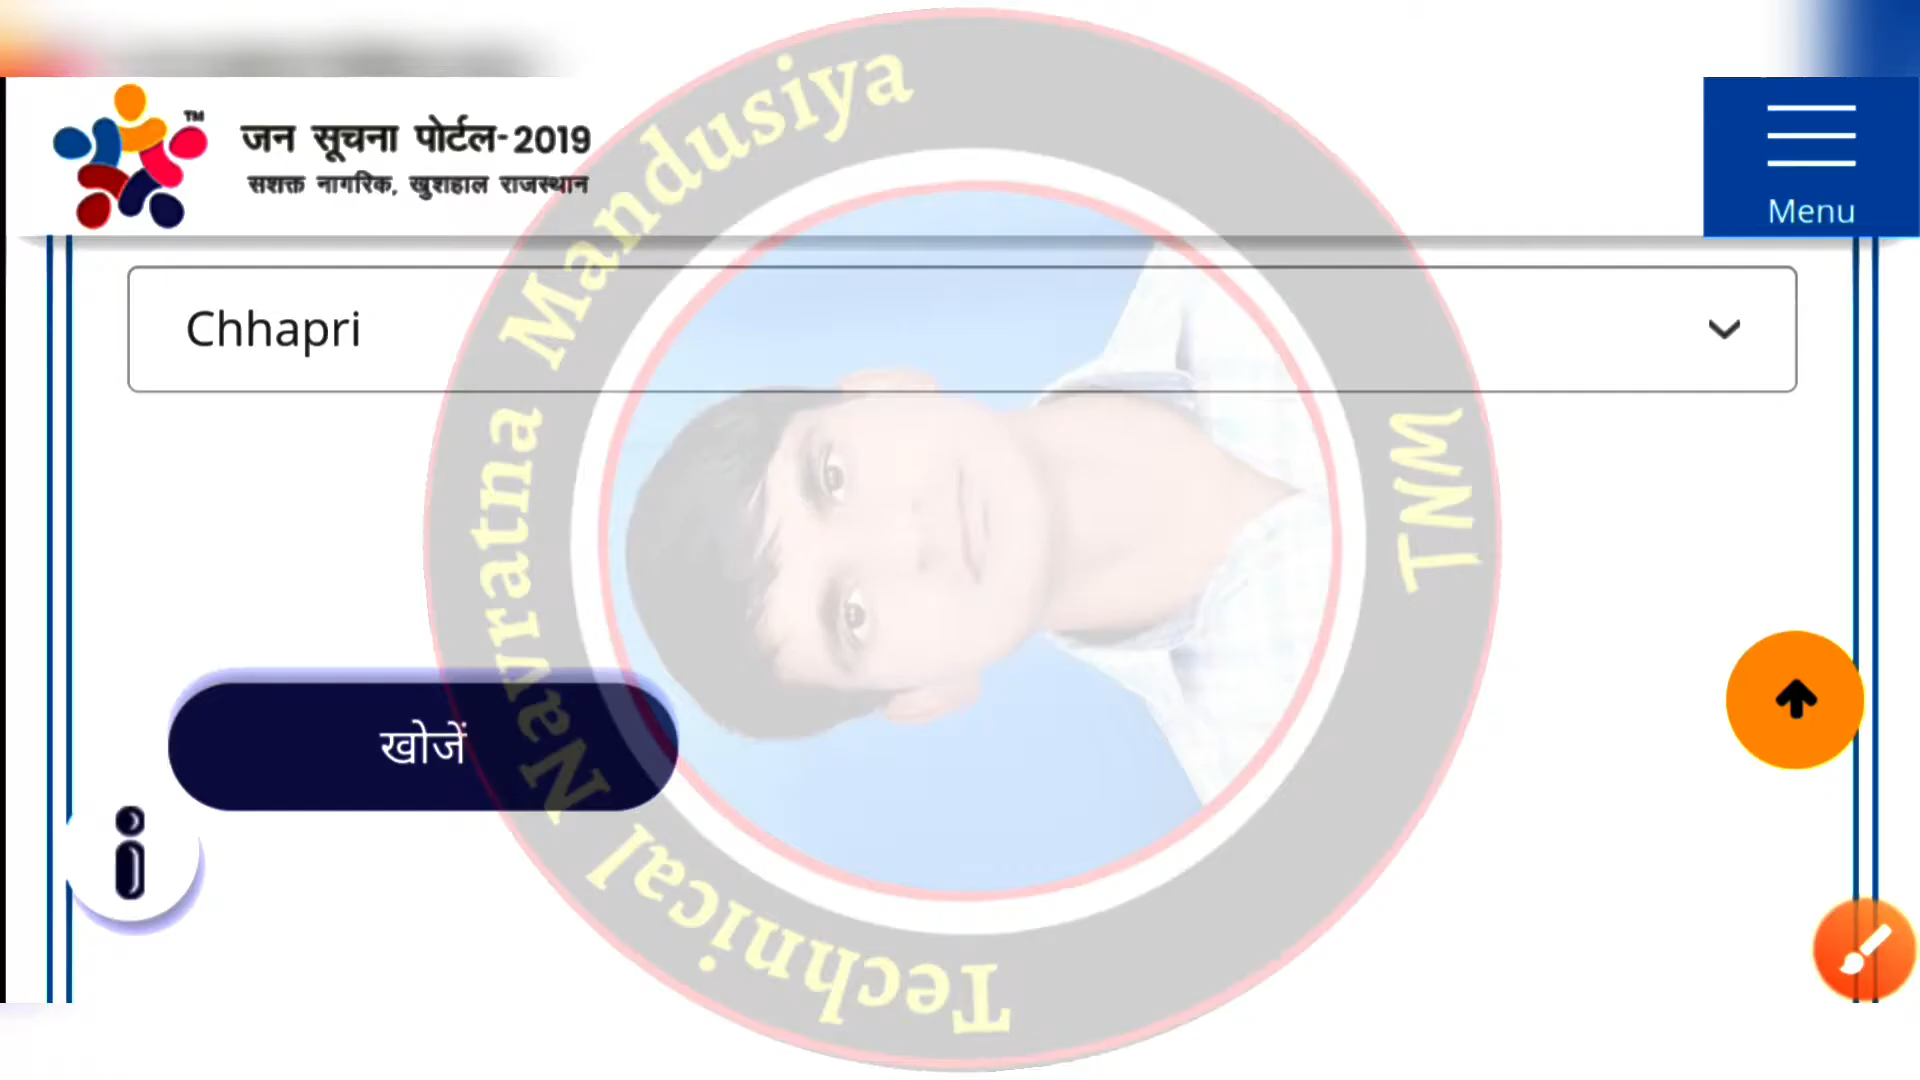 TM
जन सूचना पोर्टल-2019
सशक्त नागरिक, खुशहाल राजस्थान
Menu
Chhapri
खोजें
Technical Navratna Mandusiya
TNM